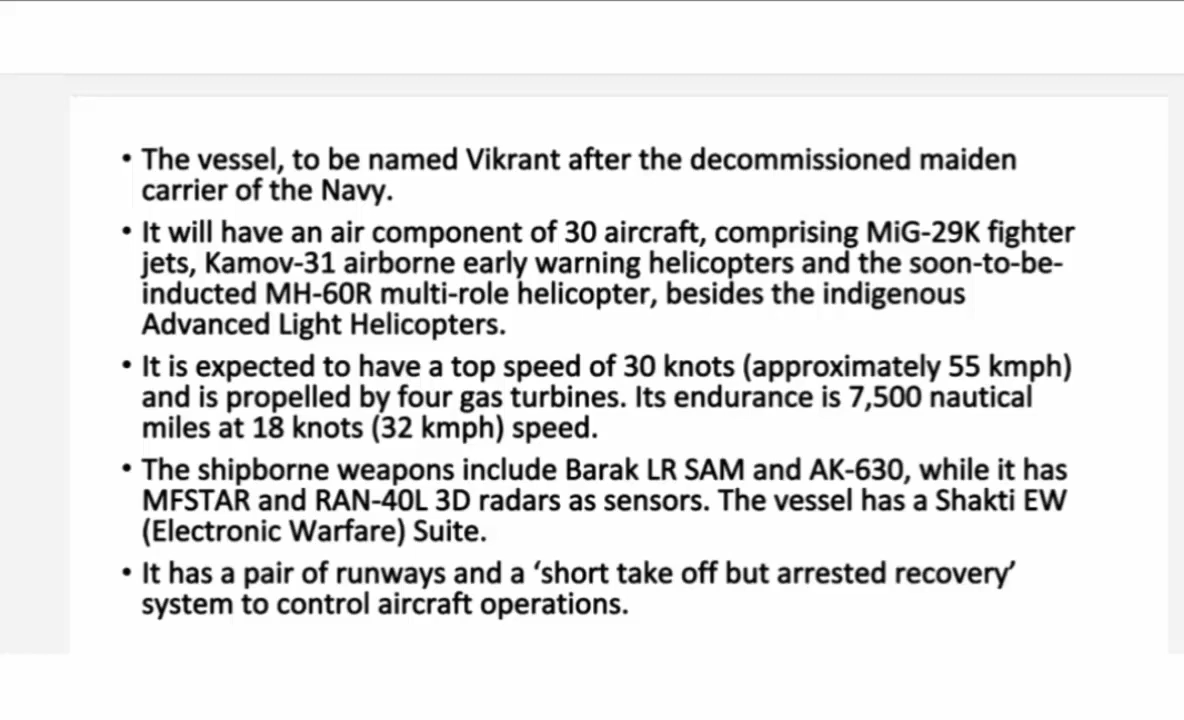 • The vessel, to be named Vikrant after the decommissioned maiden
carrier of the Navy.
• It will have an air component of 30 aircraft, comprising MiG-29K fighter
jets, Kamov-31 airborne early warning helicopters and the soon-to-be-
inducted MH-60R multi-role helicopter, besides the indigenous
Advanced Light Helicopters.
• It is expected to have a top speed of 30 knots (approximately 55 kmph)
and is propelled by four gas turbines. Its endurance is 7,500 nautical
miles at 18 knots (32 kmph) speed.
• The shipborne weapons include Barak LR SAM and AK-630, while it has
MFSTAR and RAN-40L 3D radars as sensors. The vessel has a Shakti EW
(Electronic Warfare) Suite.
• It has a pair of runways and a ‘short take off but arrested recovery’
system to control aircraft operations.